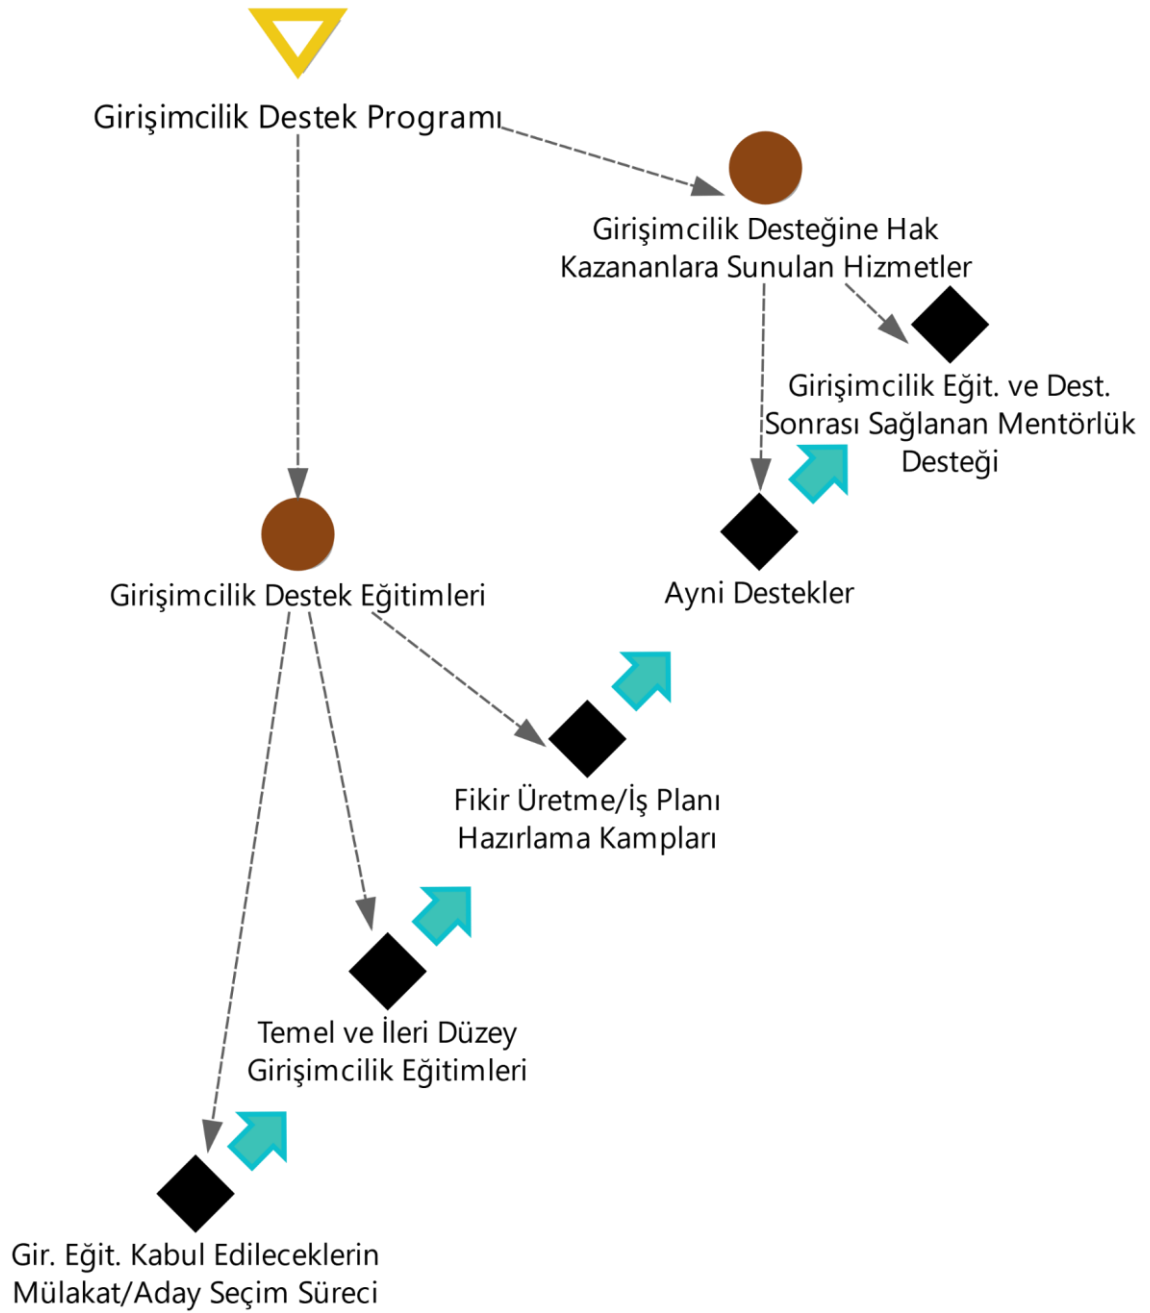 Girişimcilik Destek Programı
Girişimcilik Desteğine Hak
Kazananlara Sunulan Hizmetler
Girişimcilik Eğit. ve Dest.
Sonrası Sağlanan Mentörlük
Desteği
Ayni Destekler
Girişimcilik Destek Eğitimleri
Fikir Üretme/İş Planı
Hazırlama Kampları
Temel ve İleri Düzey
Girişimcilik Eğitimleri
Gir. Eğit. Kabul Edileceklerin
Mülakat/Aday Seçim Süreci